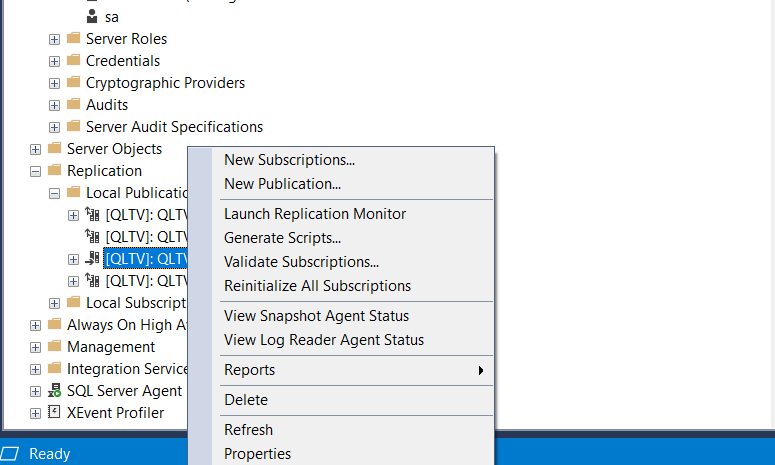 sa
Server Roles
Credentials
Cryptographic Providers
Audits
Server Audit Specifications
Server Objects
Replication
Local Publicatio
[QLTV]: QLTV
[QLTV]: QLTV
[QLTV]: QLTV
[QLTV]: QLTV
Local Subscript
Always On High A
Management
Integration Service
SQL Server Agent
XEvent Profiler
New Subscriptions...
New Publication...
Launch Replication Monitor
Generate Scripts...
Validate Subscriptions...
Reinitialize All Subscriptions
View Snapshot Agent Status
View Log Reader Agent Status
Reports
Delete
Refresh
Properties
Ready